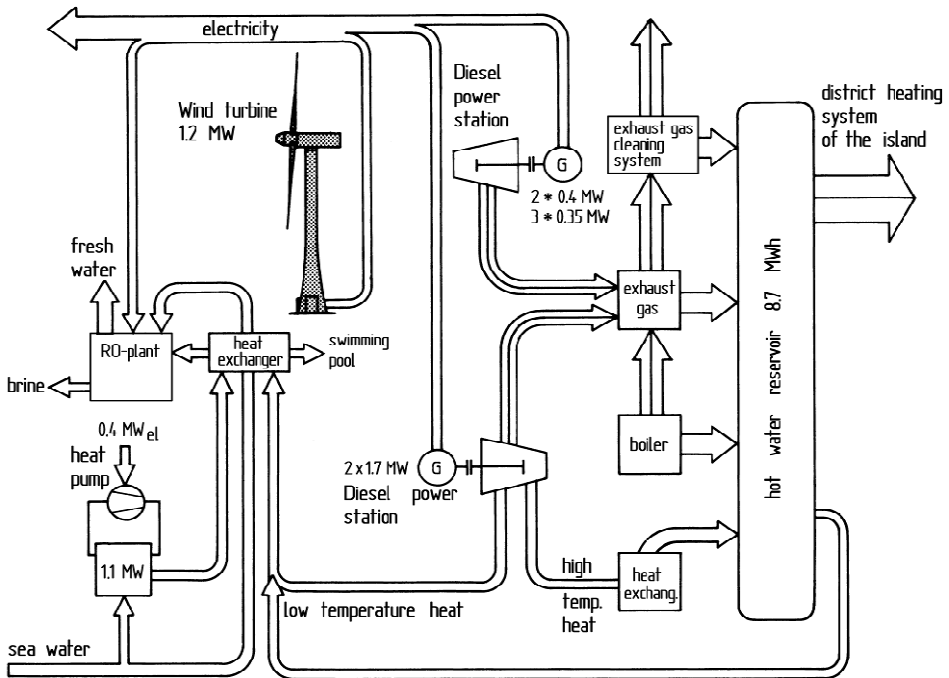 electricity
Wind turbine
1.2 MW
Diesel
power
station
G
2 * 0.4 MW
3 * 0.35 MW
exhaust gas
cleaning
system
district heating
system
of the island
fresh
water
RO-plant
brine
heat
exchanger
swimming
pool
exhaust
gas
hot water reservoir 8.7 MWh
0.4 MWel
heat
pump
1.1 MW
2 x 1.7 MW
G
Diesel power
station
boiler
low temperature heat
high
temp.
heat
heat
exchang.
sea water